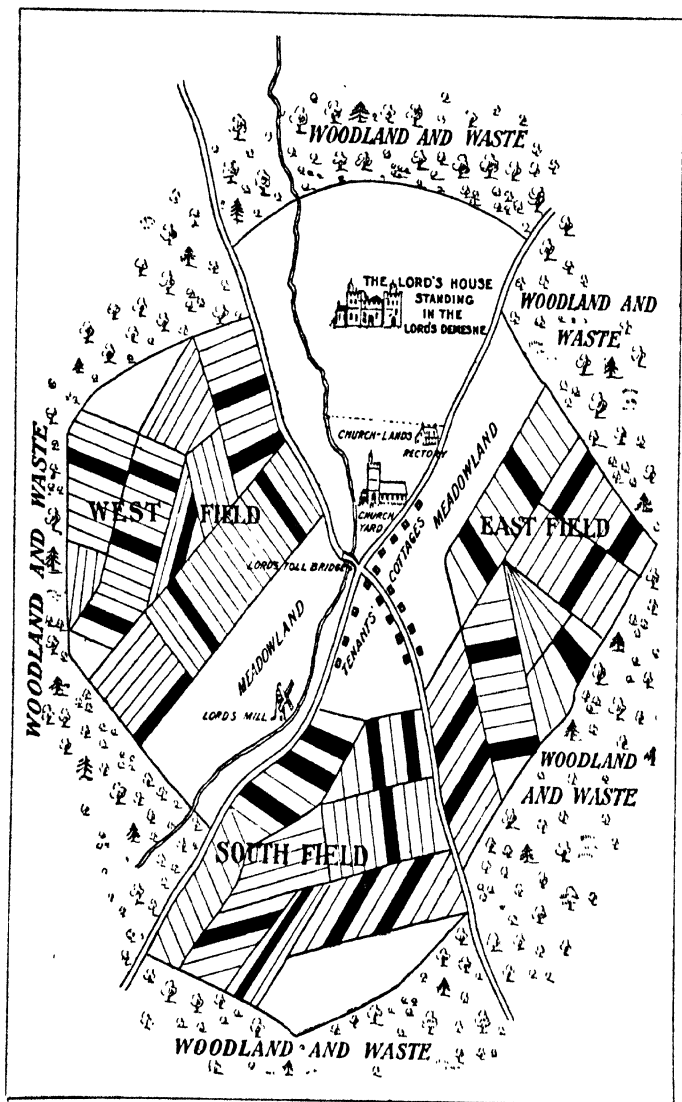 WOODLAND AND WASTE
THE LORD'S HOUSE
STANDING
IN THE
LORD'S DEMESNE.
WOODLAND AND
WASTE
CHURCH-LANDS
RECTORY
CHURCH
YARD
MEADOWLAND
WEST FIELD
EAST FIELD
WOODLAND AND WASTE
LORD'S TOLL BRIDGE
TENANTS' COTTAGES
MEADOWLAND
LORD'S MILL
WOODLAND
AND WASTE
SOUTH FIELD
WOODLAND AND WASTE